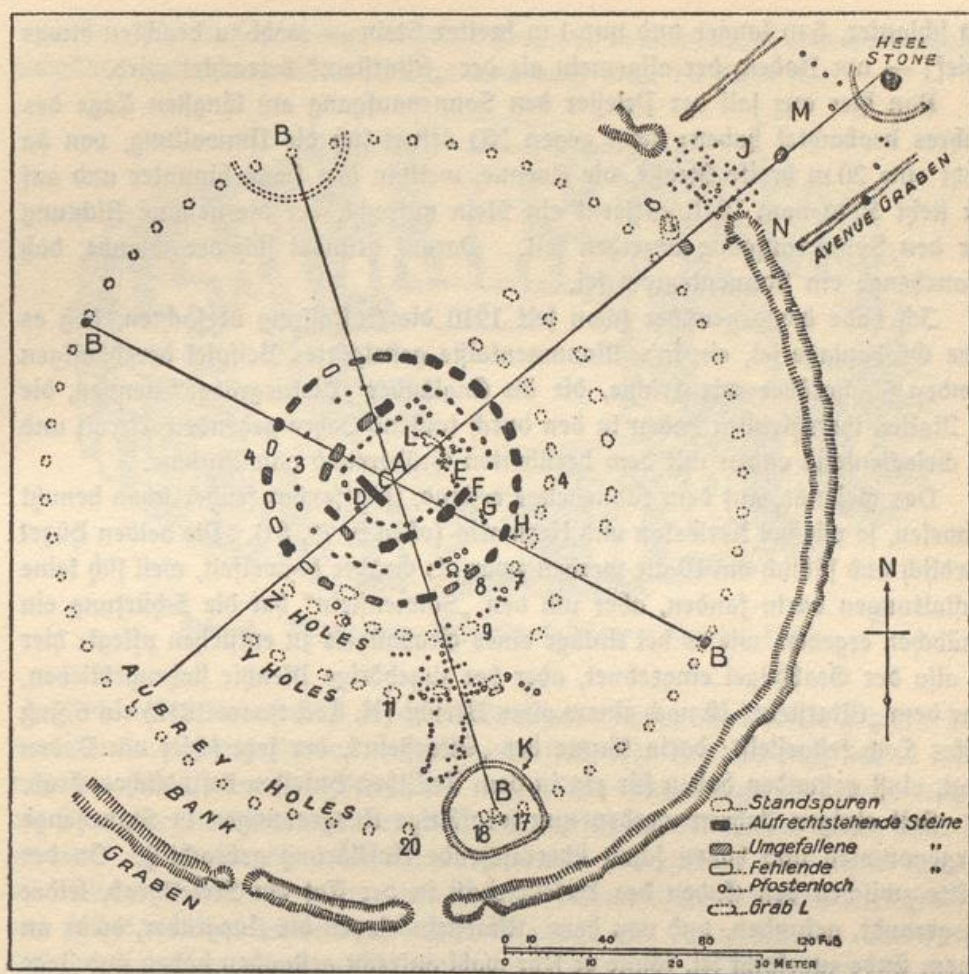 HEEL
STONE
M
B
J
N
AVENUE GRABEN
B
L
A
E
4
3
C
D
F
G
4
H
N
8
7
Z HOLES
B
9
Y HOLES
11
AUBREY HOLES
K
B
BANK
17
18
20
GRABEN
Standspuren
Aufrechtstehende Steine
Umgefallene "
Fehlende "
Pfostenloch
Grab L
0 40 80 120 FUß
0 10 20 30 METER